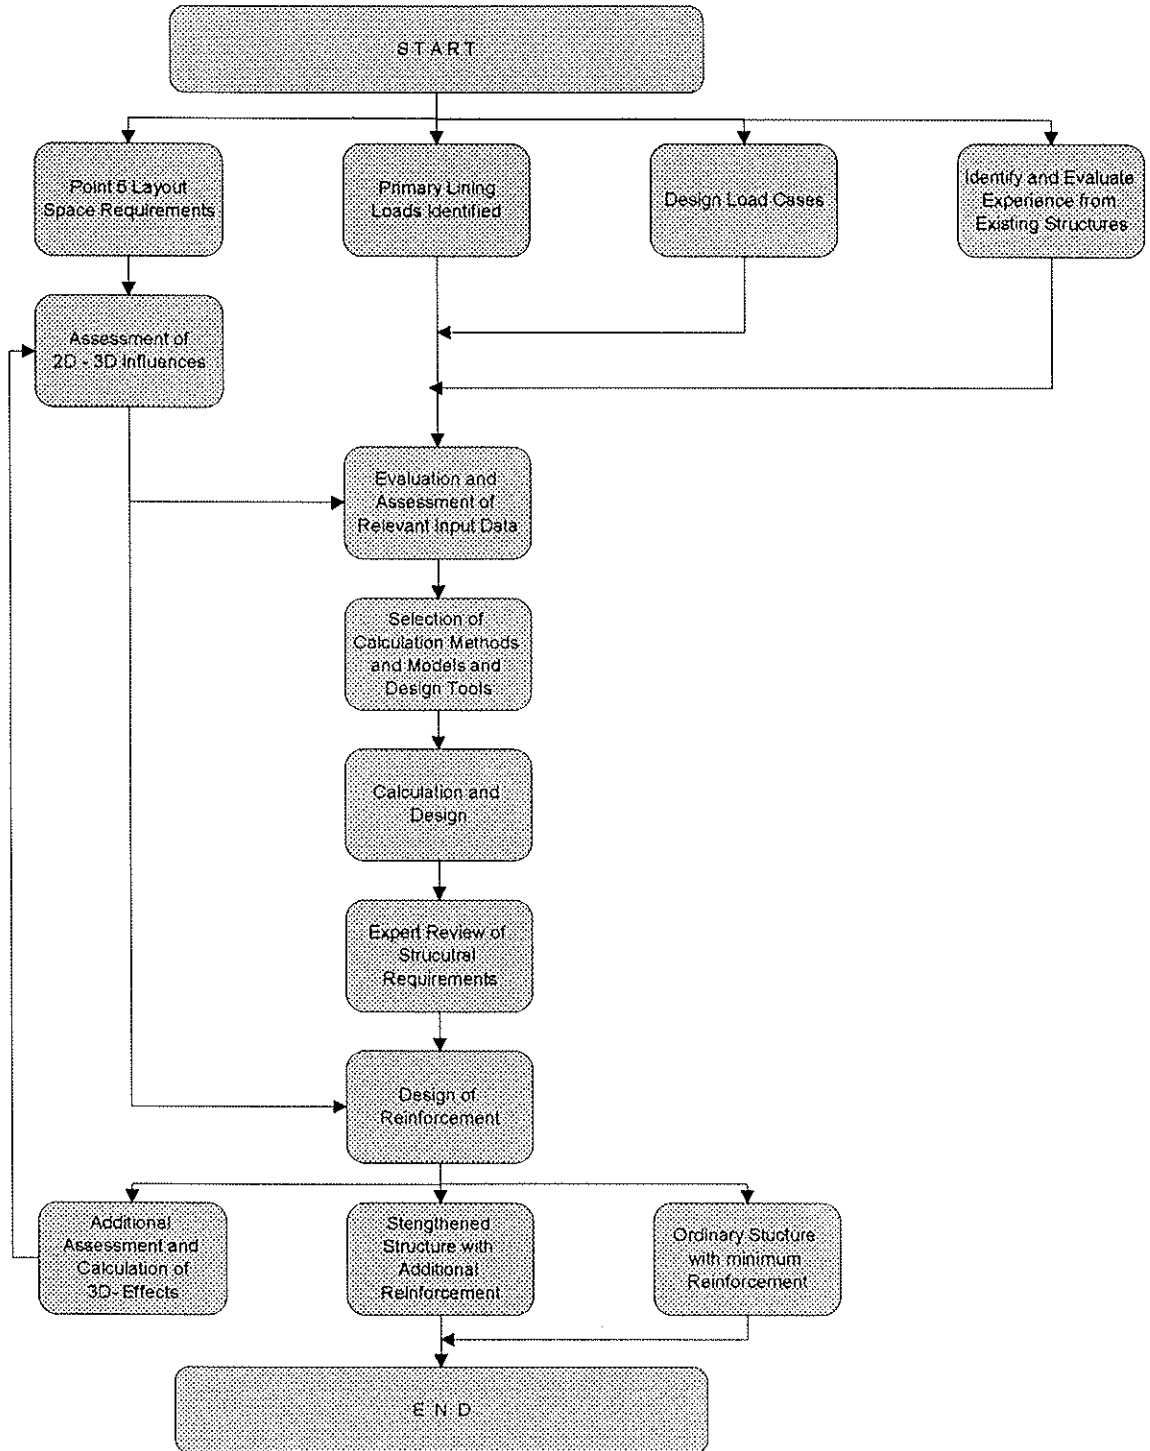 START
Point 5 Layout
Space Requirements
Primary Lining
Loads Identified
Design Load Cases
Identify and Evaluate
Experience from
Existing Structures
Assessment of
2D - 3D Influences
Evaluation and
Assessment of
Relevant Input Data
Selection of
Calculation Methods
and Models and
Design Tools
Calculation and
Design
Expert Review of
Strucutral
Requirements
Design of
Reinforcement
Additional
Assessment and
Calculation of
3D- Effects
Stengthened
Structure with
Additional
Reinforcement
Ordinary Stucture
with minimum
Reinforcement
END